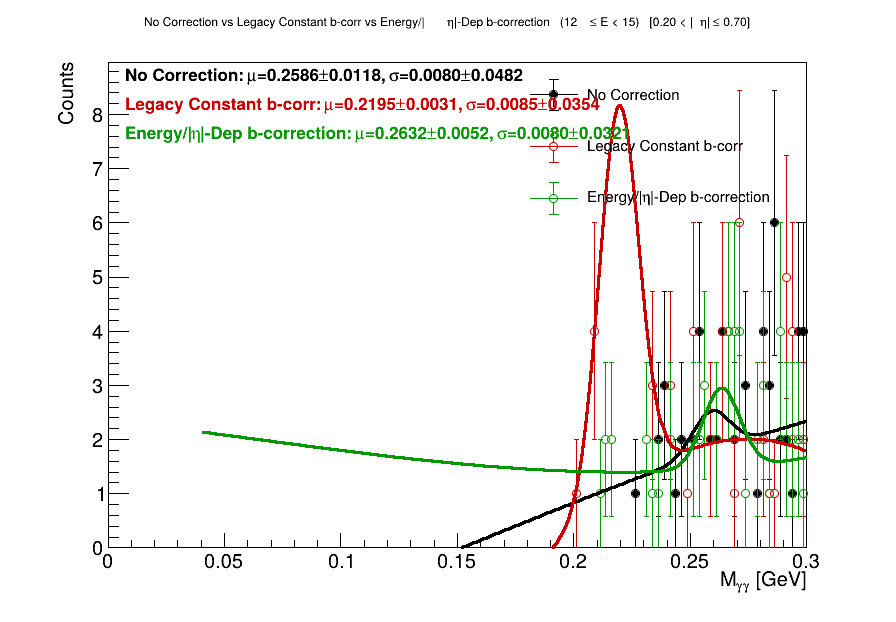 No Correction vs Legacy Constant b-corr vs Energy/| η|-Dep b-correction (12 ≤ E < 15) [0.20 < | η| ≤ 0.70]
Counts
No Correction: μ=0.2586±0.0118, σ=0.0080±0.0482
Legacy Constant b-corr: μ=0.2195±0.0031, σ=0.0085±0.0354
Energy/|η|-Dep b-correction: μ=0.2632±0.0052, σ=0.0080±0.0321
No Correction
Legacy Constant b-corr
Energy/|η|-Dep b-correction
8
7
6
5
4
3
2
1
0
0 0.05 0.1 0.15 0.2 0.25 0.3
Mγγ [GeV]